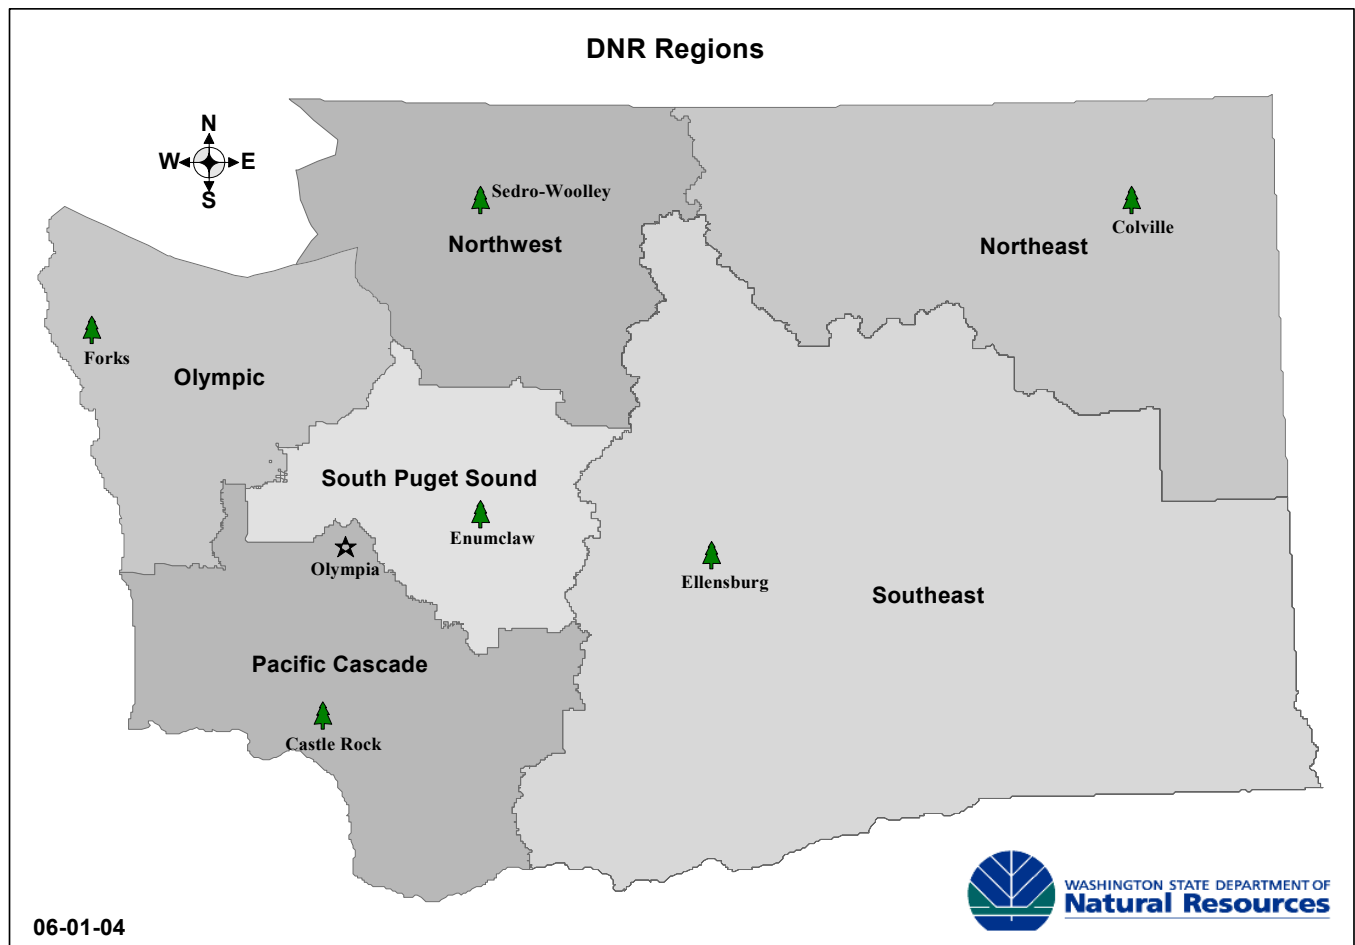 DNR Regions
N
W E
S
Sedro-Woolley
Northwest
Colville
Northeast
Forks
Olympic
South Puget Sound
Enumclaw
Olympia
Ellensburg
Southeast
Pacific Cascade
Castle Rock
WASHINGTON STATE DEPARTMENT OF
Natural Resources
06-01-04